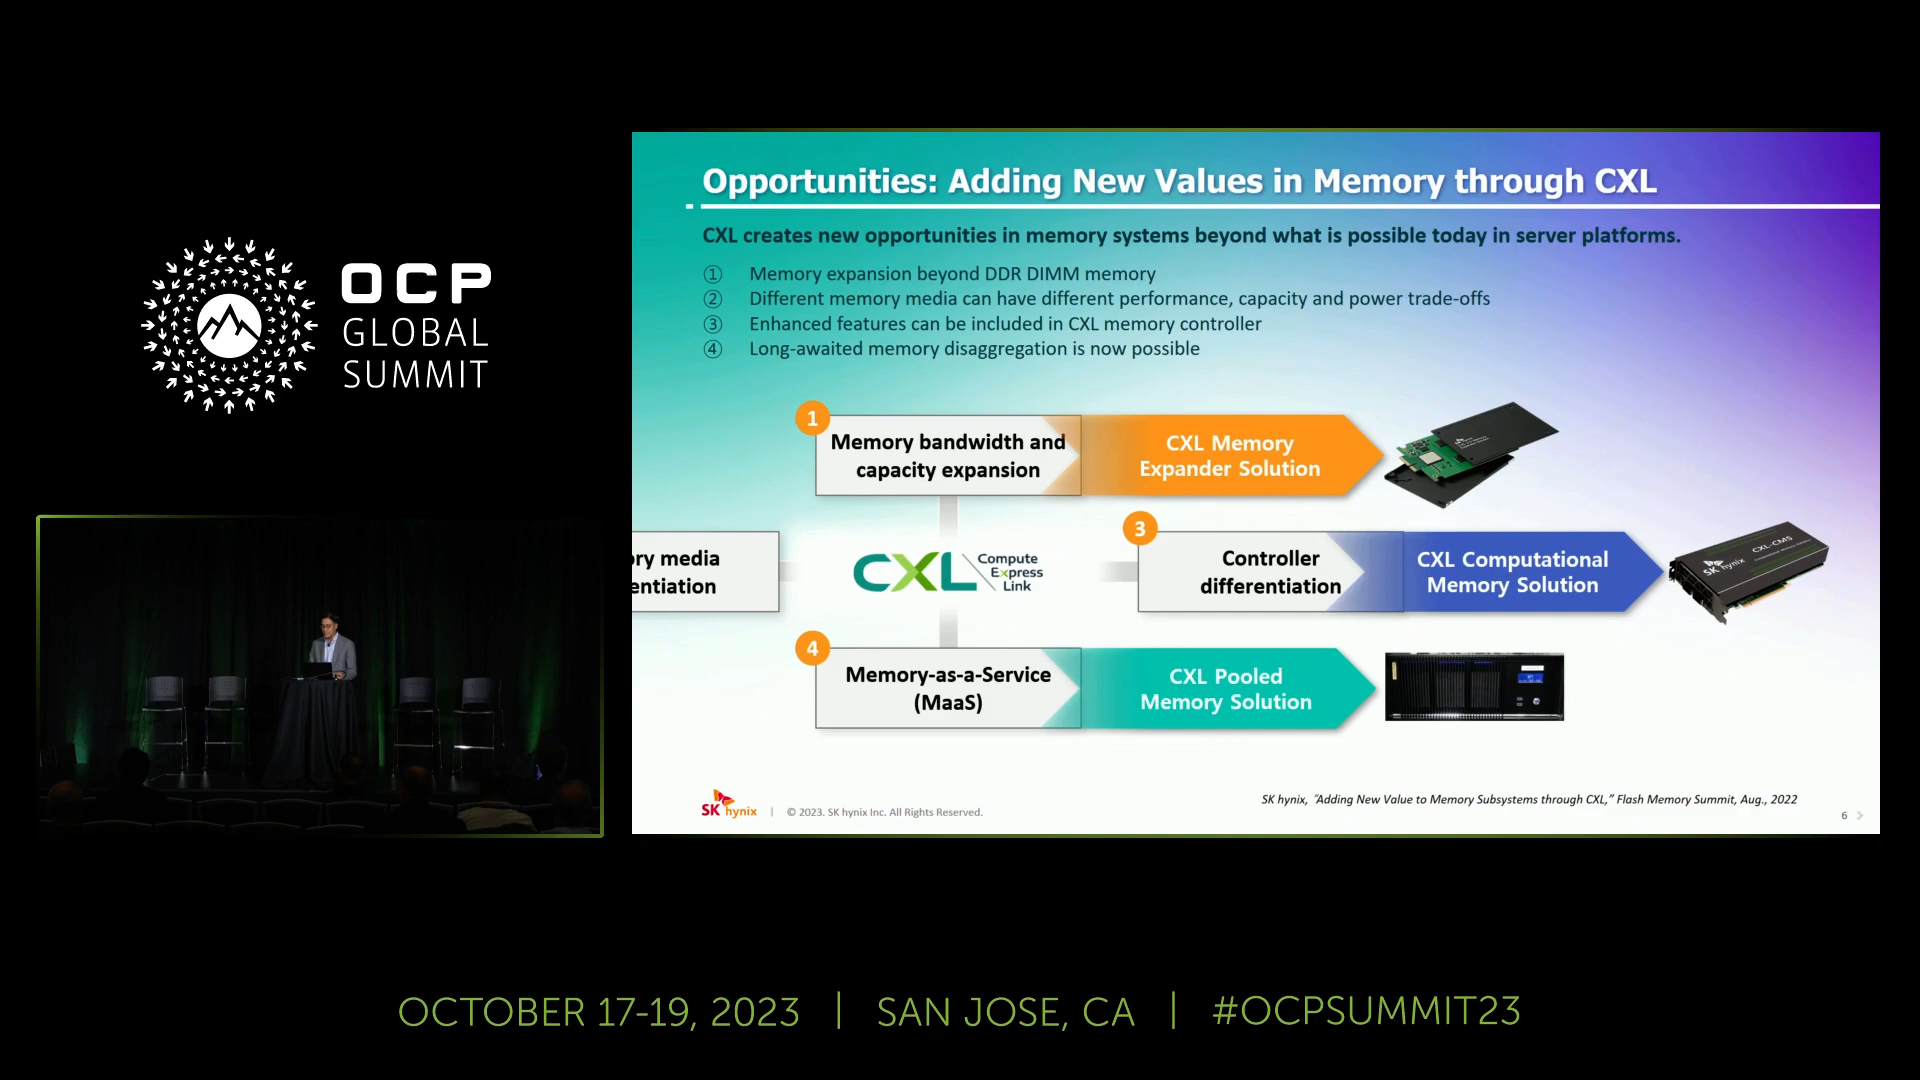 OCP
GLOBAL
SUMMIT
Opportunities: Adding New Values in Memory through CXL
CXL creates new opportunities in memory systems beyond what is possible today in server platforms.
① Memory expansion beyond DDR DIMM memory
② Different memory media can have different performance, capacity and power trade-offs
③ Enhanced features can be included in CXL memory controller
④ Long-awaited memory disaggregation is now possible
1
Memory bandwidth and
capacity expansion
CXL Memory
Expander Solution
ry media
entiation
CXL
Compute
Express
Link
3
Controller
differentiation
CXL Computational
Memory Solution
SK hynix
CXL-CMS
4
Memory-as-a-Service
(MaaS)
CXL Pooled
Memory Solution
SK hynix | © 2023. SK hynix Inc. All Rights Reserved.
SK hynix, "Adding New Value to Memory Subsystems through CXL," Flash Memory Summit, Aug., 2022
6
OCTOBER 17-19, 2023 | SAN JOSE, CA | #OCPSUMMIT23